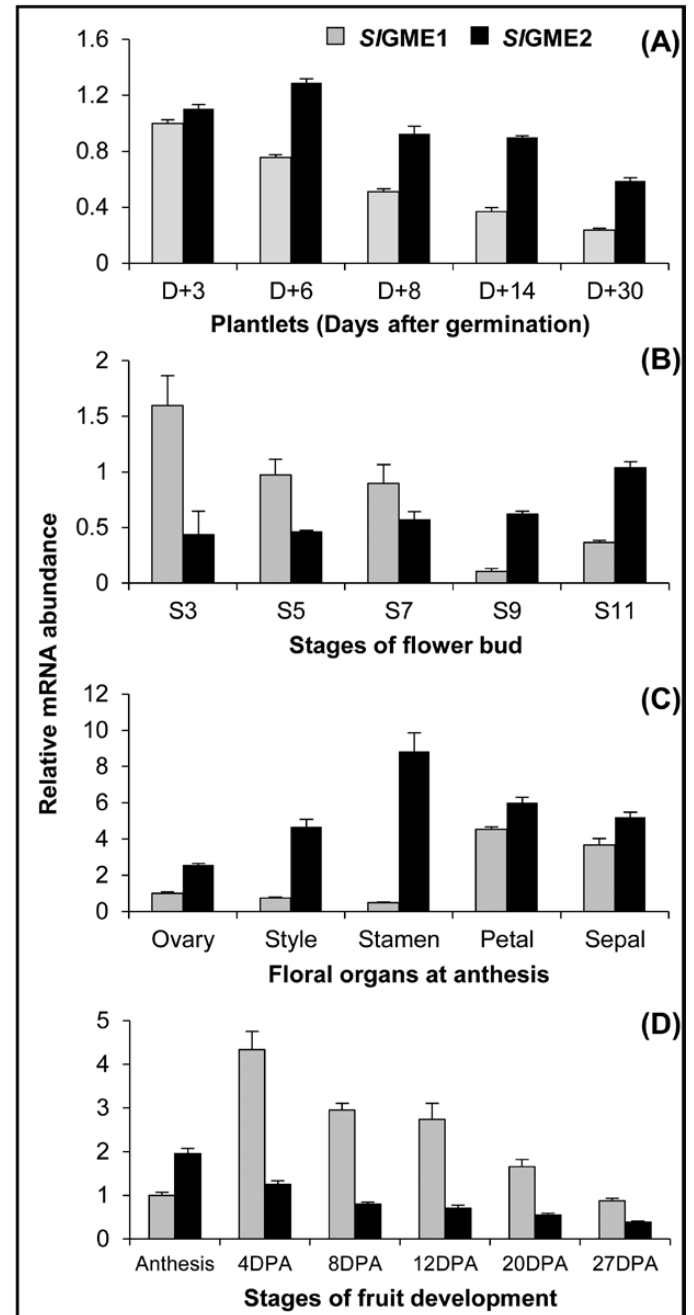 SlGME1 SlGME2 (A)
1.6
1.2
0.8
0.4
0
D+3 D+6 D+8 D+14 D+30
Plantlets (Days after germination)
(B)
2
1.5
1
0.5
0
S3 S5 S7 S9 S11
Stages of flower bud
Relative mRNA abundance
(C)
12
10
8
6
4
2
0
Ovary Style Stamen Petal Sepal
Floral organs at anthesis
(D)
5
4
3
2
1
0
Anthesis 4DPA 8DPA 12DPA 20DPA 27DPA
Stages of fruit development